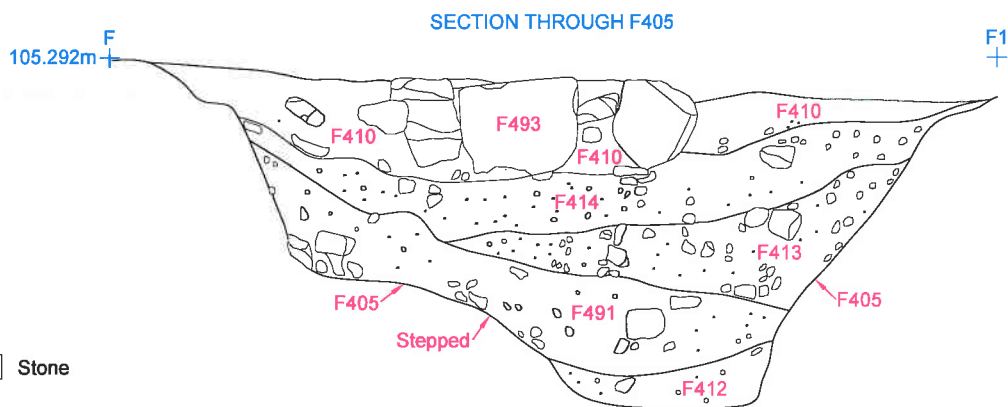 SECTION THROUGH F405
F
F1
105.292m
F410
F493
F410
F410
F414
F413
F405
F405
F491
Stepped
Stone
F412